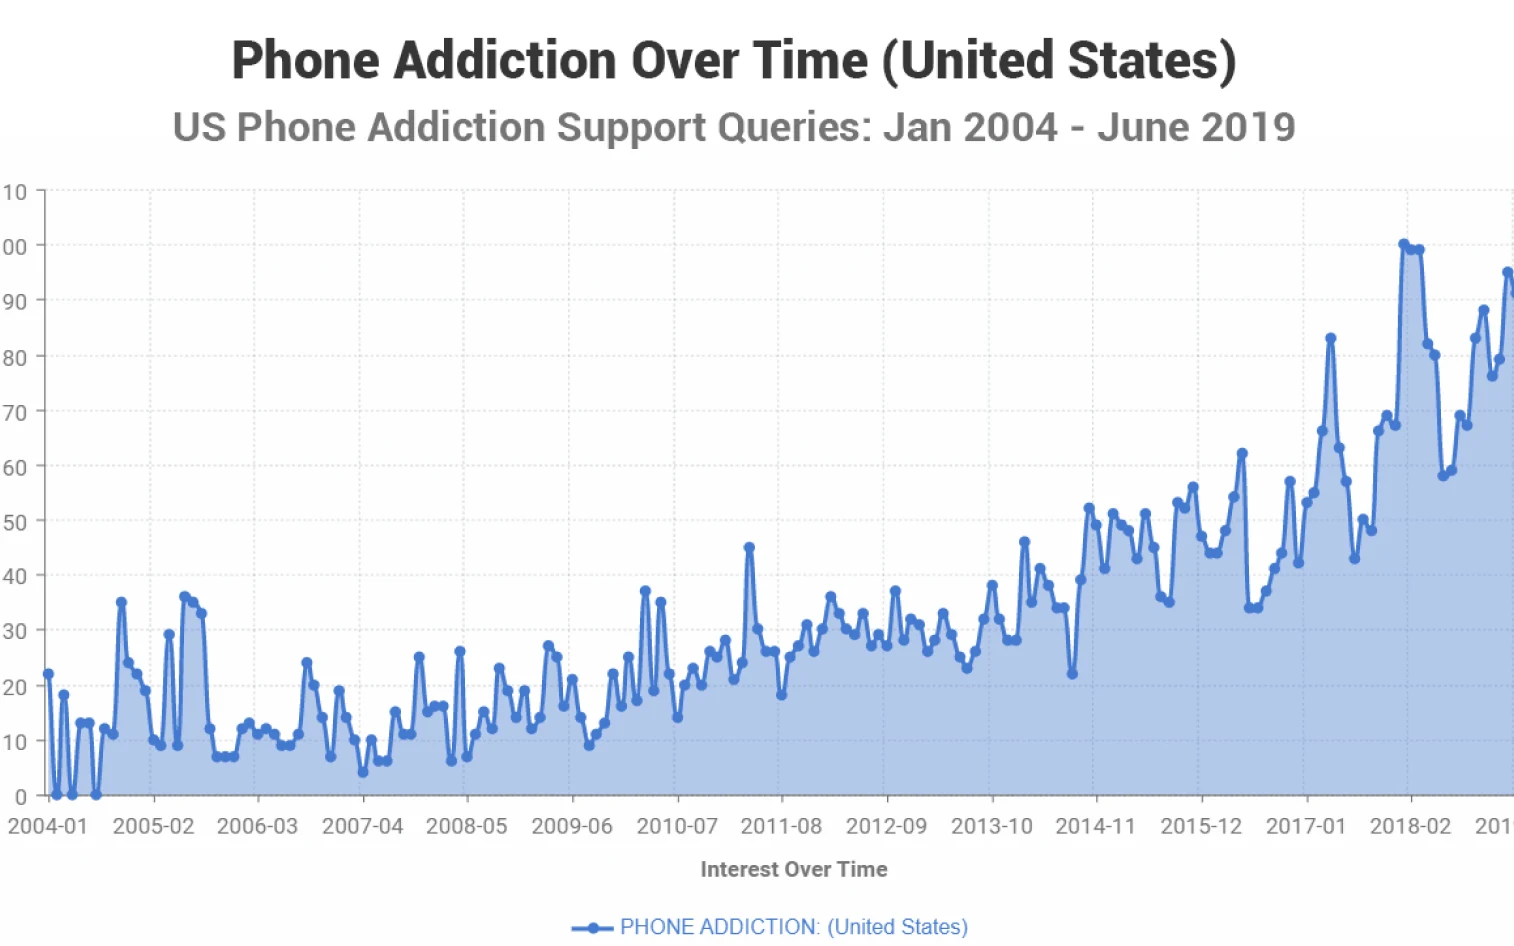 Phone Addiction Over Time (United States)
US Phone Addiction Support Queries: Jan 2004 - June 2019
10
00
90
80
70
60
50
40
30
20
10
0
2004-01 2005-02 2006-03 2007-04 2008-05 2009-06 2010-07 2011-08 2012-09 2013-10 2014-11 2015-12 2017-01 2018-02 201
Interest Over Time
PHONE ADDICTION: (United States)